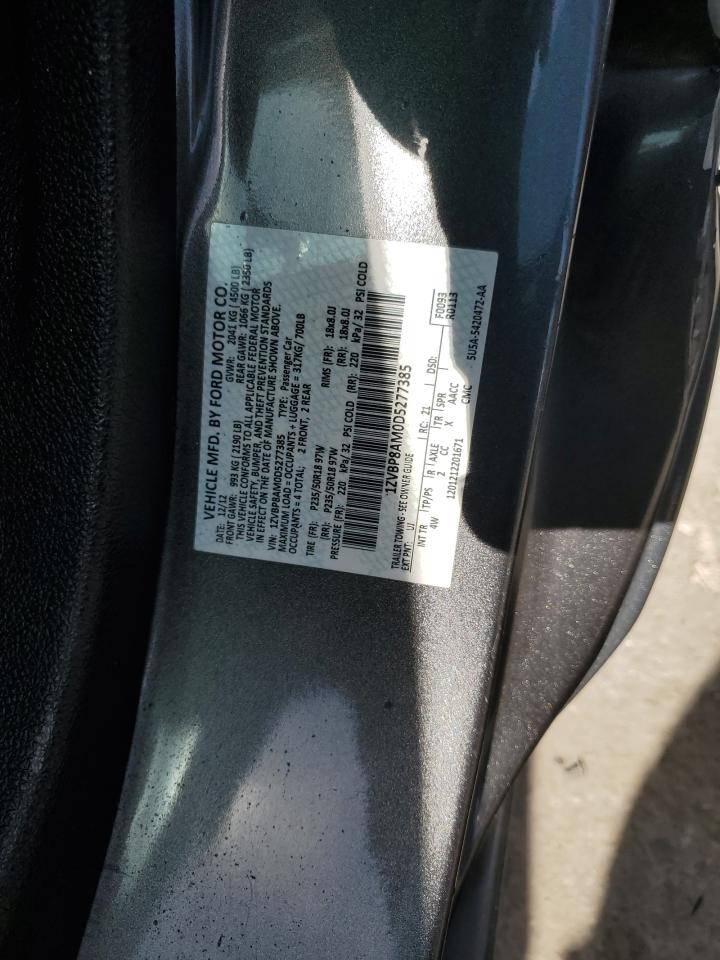 VEHICLE MFD. BY FORD MOTOR CO.
DATE: 12/12 GVWR: 2041 KG ( 4500 LB)
FRONT GAWR: 993 KG ( 2190 LB) REAR GAWR: 1066 KG ( 2350 LB)
THIS VEHICLE CONFORMS TO ALL APPLICABLE FEDERAL MOTOR
VEHICLE SAFETY, BUMPER, AND THEFT PREVENTION STANDARDS
IN EFFECT ON THE DATE OF MANUFACTURE SHOWN ABOVE.
VIN: 1ZVBP8AM0D5277385 TYPE: Passenger Car
MAXIMUM LOAD = OCCUPANTS + LUGGAGE = 317KG/ 700LB
OCCUPANTS = 4 TOTAL; 2 FRONT, 2 REAR
TIRE (FR): P235/50R18 97W RIMS (FR): 18x8.0J
(RR): P235/50R18 97W (RR): 18x8.0J
PRESSURE (FR): 220 kPa/ 32 PSI COLD (RR): 220 kPa/ 32 PSI COLD
1ZVBP8AM0D5277385
TRAILER TOWING - SEE OWNER GUIDE
EXT PNT: UJ RC: 21 DSO: F0093
R0113
INT TR TP/PS R AXLE TR SPR
4W 2 CC X AACC
1201212201671 CMC
5U5A-5420472-AA